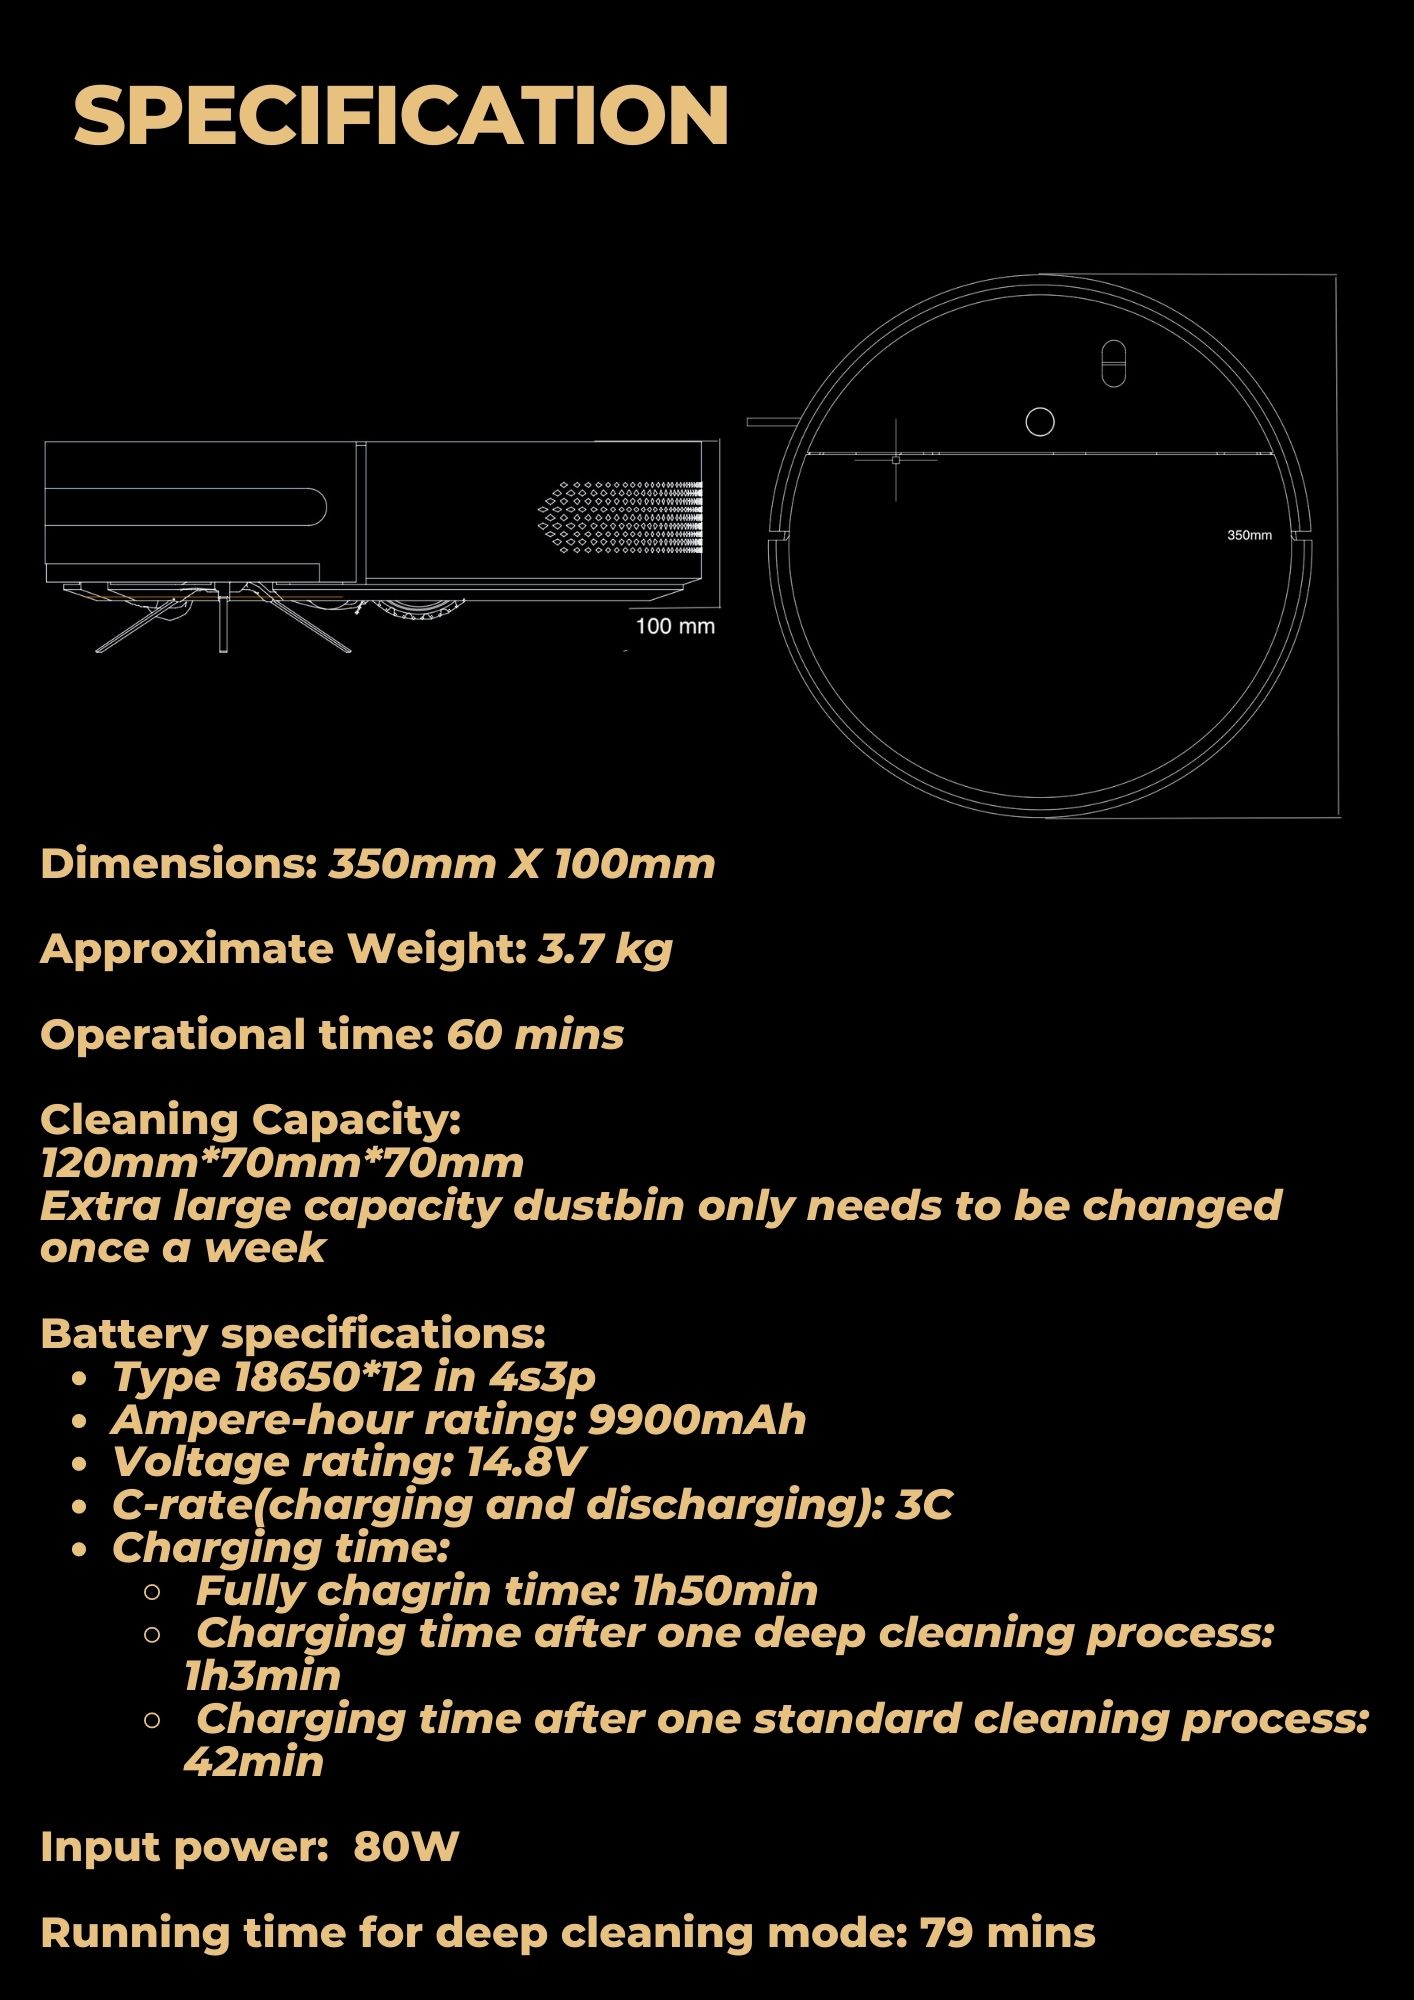 SPECIFICATION
350mm
100 mm
Dimensions: 350mm X 100mm
Approximate Weight: 3.7 kg
Operational time: 60 mins
Cleaning Capacity:
120mm*70mm*70mm
Extra large capacity dustbin only needs to be changed
once a week
Battery specifications:
• Type 18650*12 in 4s3p
• Ampere-hour rating: 9900mAh
• Voltage rating: 14.8V
• C-rate(charging and discharging): 3C
• Charging time:
○ Fully chagrin time: 1h50min
○ Charging time after one deep cleaning process:
1h3min
○ Charging time after one standard cleaning process:
42min
Input power: 80W
Running time for deep cleaning mode: 79 mins